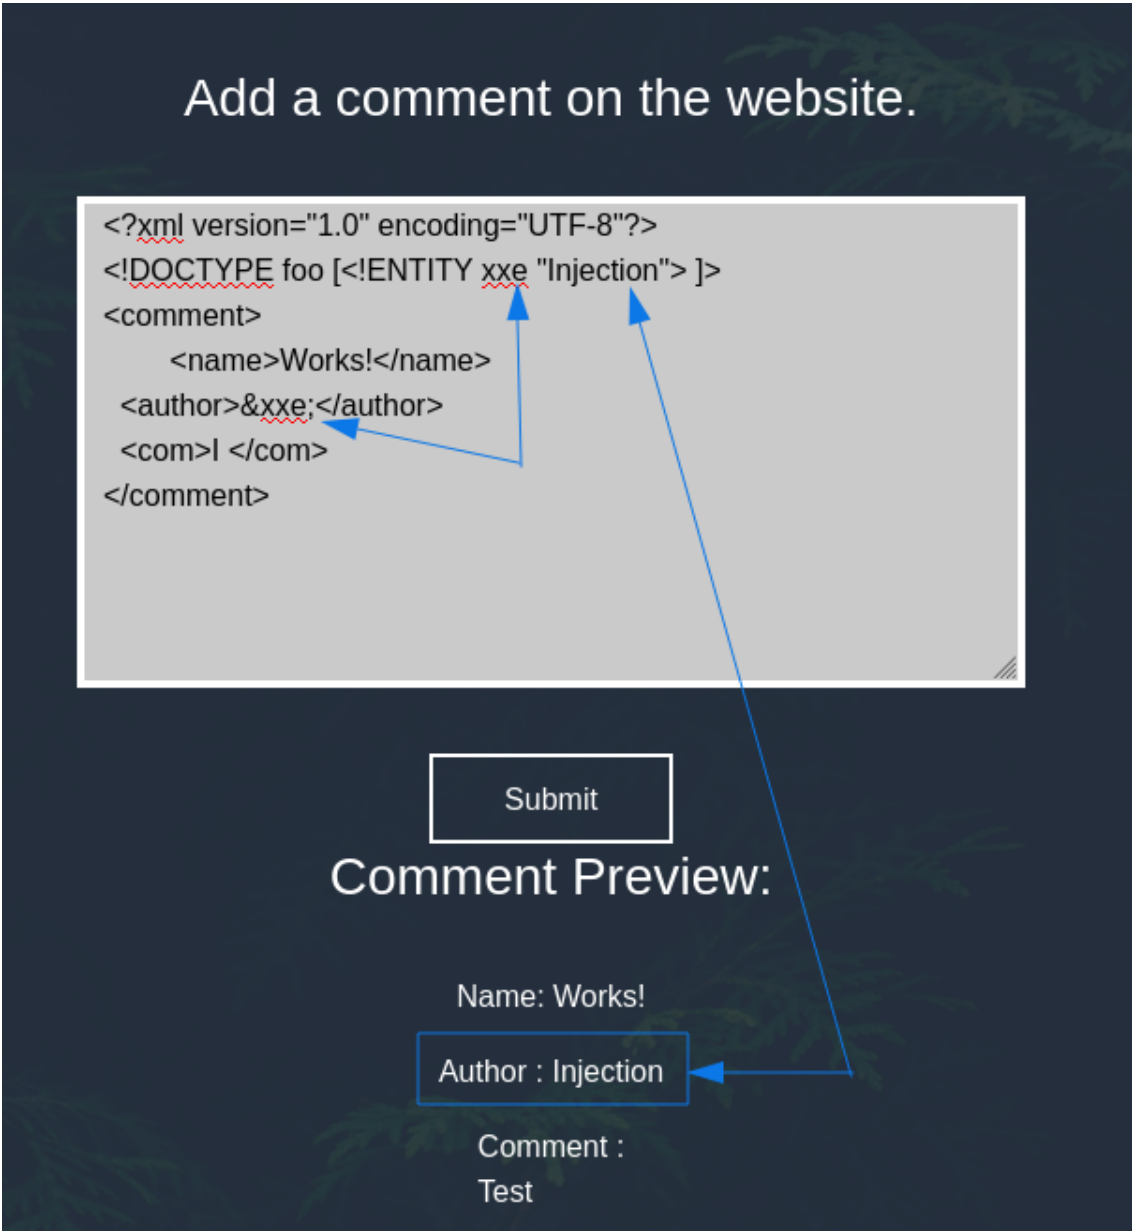 Add a comment on the website.
<?xml version="1.0" encoding="UTF-8"?>
<!DOCTYPE foo [<!ENTITY xxe "Injection"> ]>
<comment>
<name>Works!</name>
<author>&xxe;</author>
<com>I </com>
</comment>
Submit
Comment Preview:
Name: Works!
Author : Injection
Comment :
Test